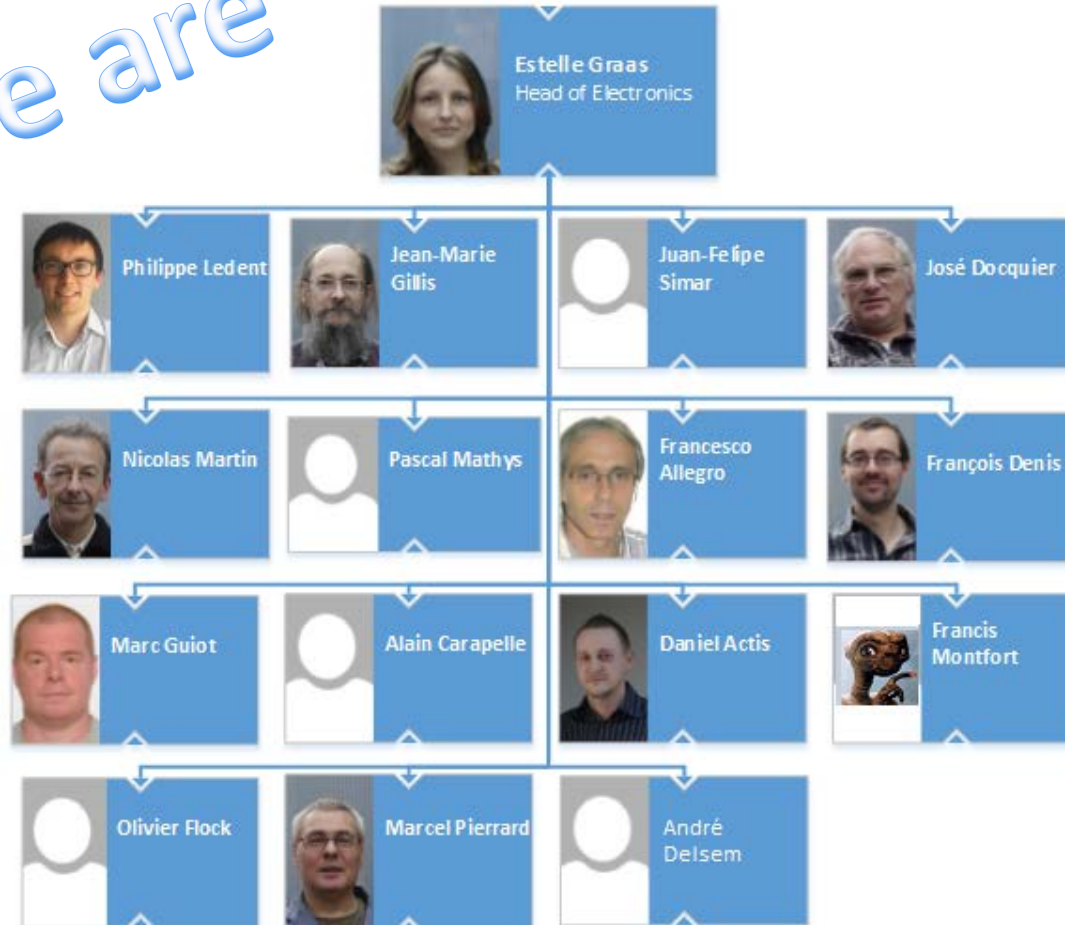 e are
Estelle Graas
Head of Electronics
Philippe Ledent
Jean-Marie
Gillis
Juan-Felipe
Simar
José Docquier
Nicolas Martin
Pascal Mathys
Francesco
Allegro
François Denis
Marc Guiot
Alain Carapelle
Daniel Actis
Francis
Montfort
Olivier Flock
Marcel Pierrard
André
Delsem